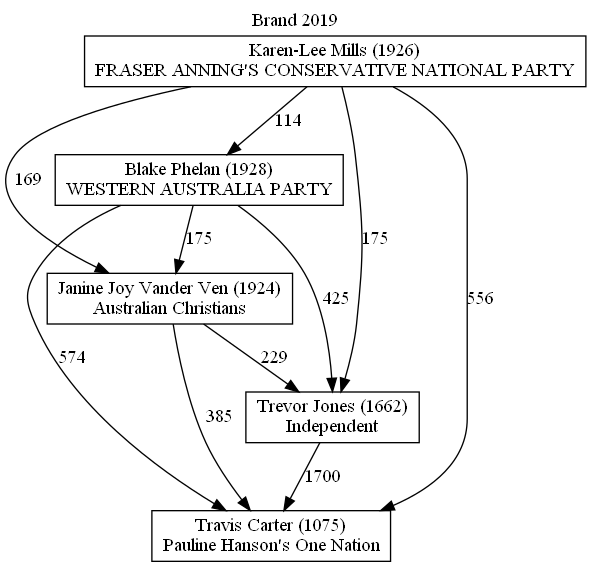 Brand 2019
Karen-Lee Mills (1926)
FRASER ANNING'S CONSERVATIVE NATIONAL PARTY
114
169
Blake Phelan (1928)
WESTERN AUSTRALIA PARTY
175
175
425
556
Janine Joy Vander Ven (1924)
Australian Christians
574
229
385
Trevor Jones (1662)
Independent
1700
Travis Carter (1075)
Pauline Hanson's One Nation